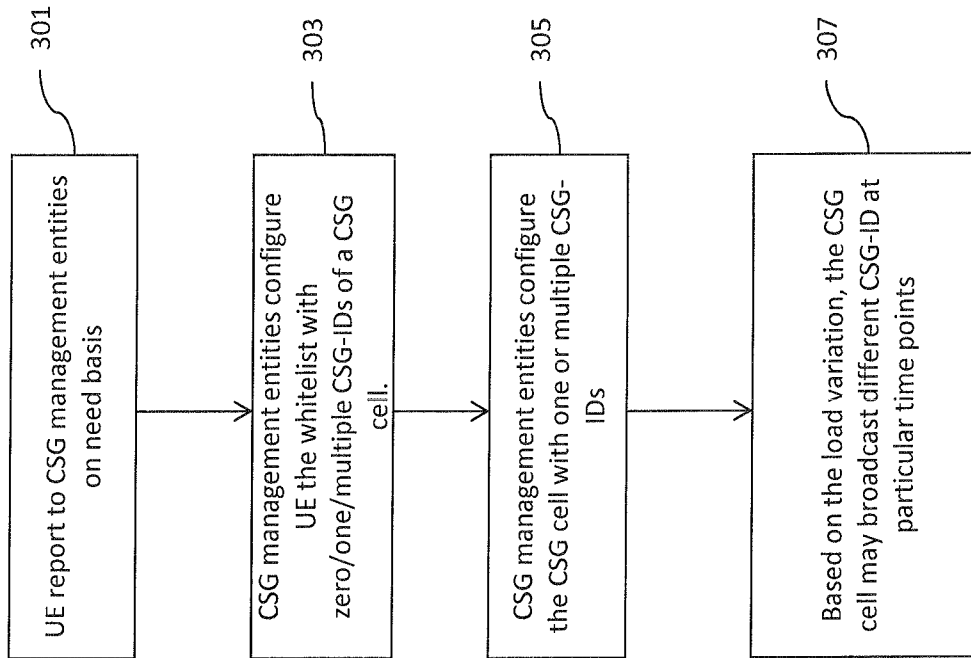 UE report to CSG management entities
on need basis
301
CSG management entities configure
UE the whitelist with
zero/one/multiple CSG-IDs of a CSG
cell.
303
CSG management entities configure
the CSG cell with one or multiple CSG-
IDs
305
Based on the load variation, the CSG
cell may broadcast different CSG-ID at
particular time points
307